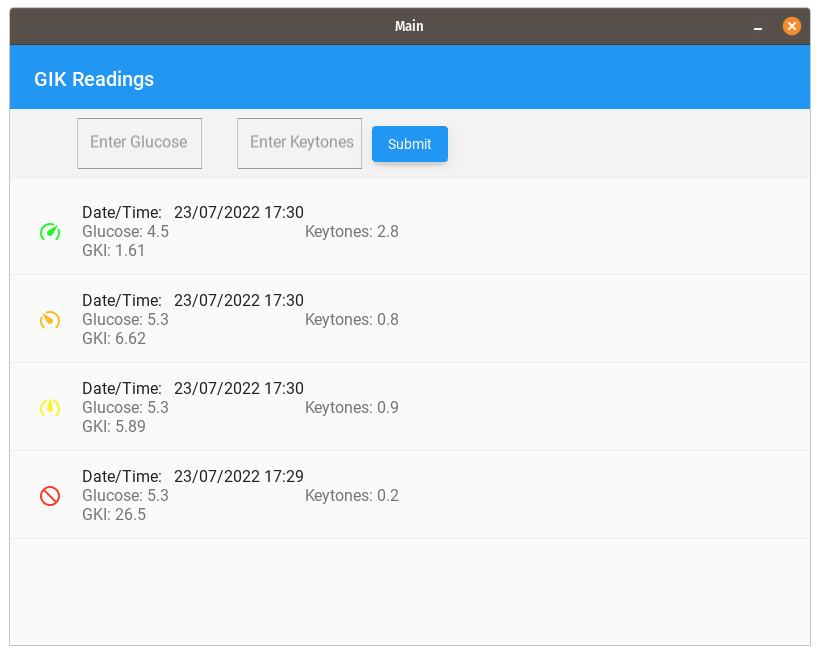 Main
GIK Readings
Enter Glucose Enter Keytones Submit
Date/Time: 23/07/2022 17:30
Glucose: 4.5 Keytones: 2.8
GKI: 1.61
Date/Time: 23/07/2022 17:30
Glucose: 5.3 Keytones: 0.8
GKI: 6.62
Date/Time: 23/07/2022 17:30
Glucose: 5.3 Keytones: 0.9
GKI: 5.89
Date/Time: 23/07/2022 17:29
Glucose: 5.3 Keytones: 0.2
GKI: 26.5